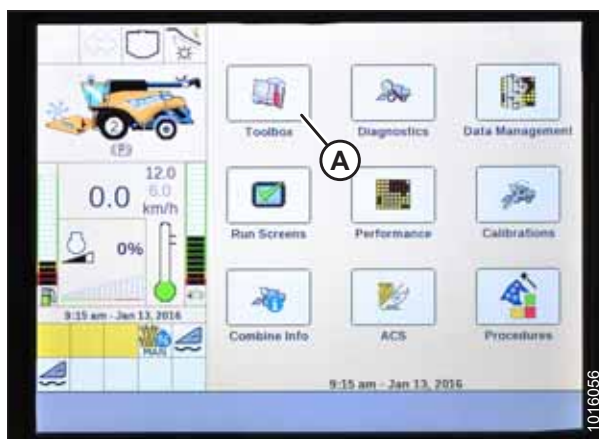 Toolbox
Diagnostics
Data Management
A
2
(P)
12.0
6.0
0.0
km/h
Run Screens
Performance
Calibrations
0%
9:15 am - Jan 13, 2016
MAN
Combine Info
ACS
Procedures
9:15 am - Jan 13, 2016
1016056